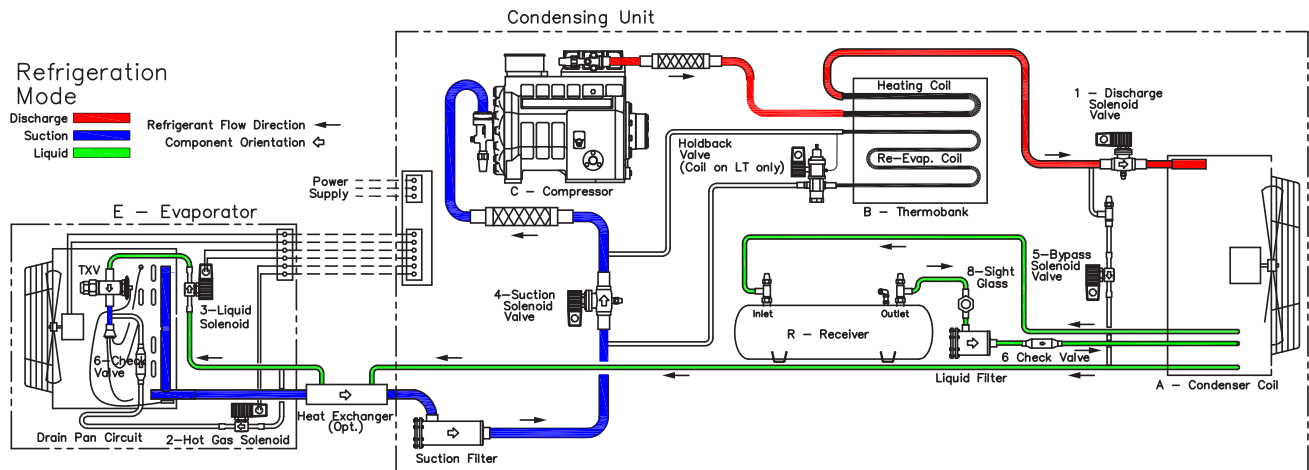 Condensing Unit
Refrigeration
Mode
Discharge
Suction
Liquid
Refrigerant Flow Direction
Component Orientation
Power
Supply
C - Compressor
Holdback
Valve
(Coil on LT only)
Heating Coil
Re-Evap. Coil
B - Thermobank
1 - Discharge
Solenoid
Valve
E - Evaporator
TXV
3-Liquid
Solenoid
6-Check
Valve
Drain Pan Circuit
2-Hot Gas Solenoid
Heat Exchanger
(Opt.)
Suction Filter
4-Suction
Solenoid
Valve
Inlet
Outlet
R - Receiver
8-Sight
Glass
Liquid Filter
6 Check Valve
5-Bypass
Solenoid
Valve
A - Condenser Coil